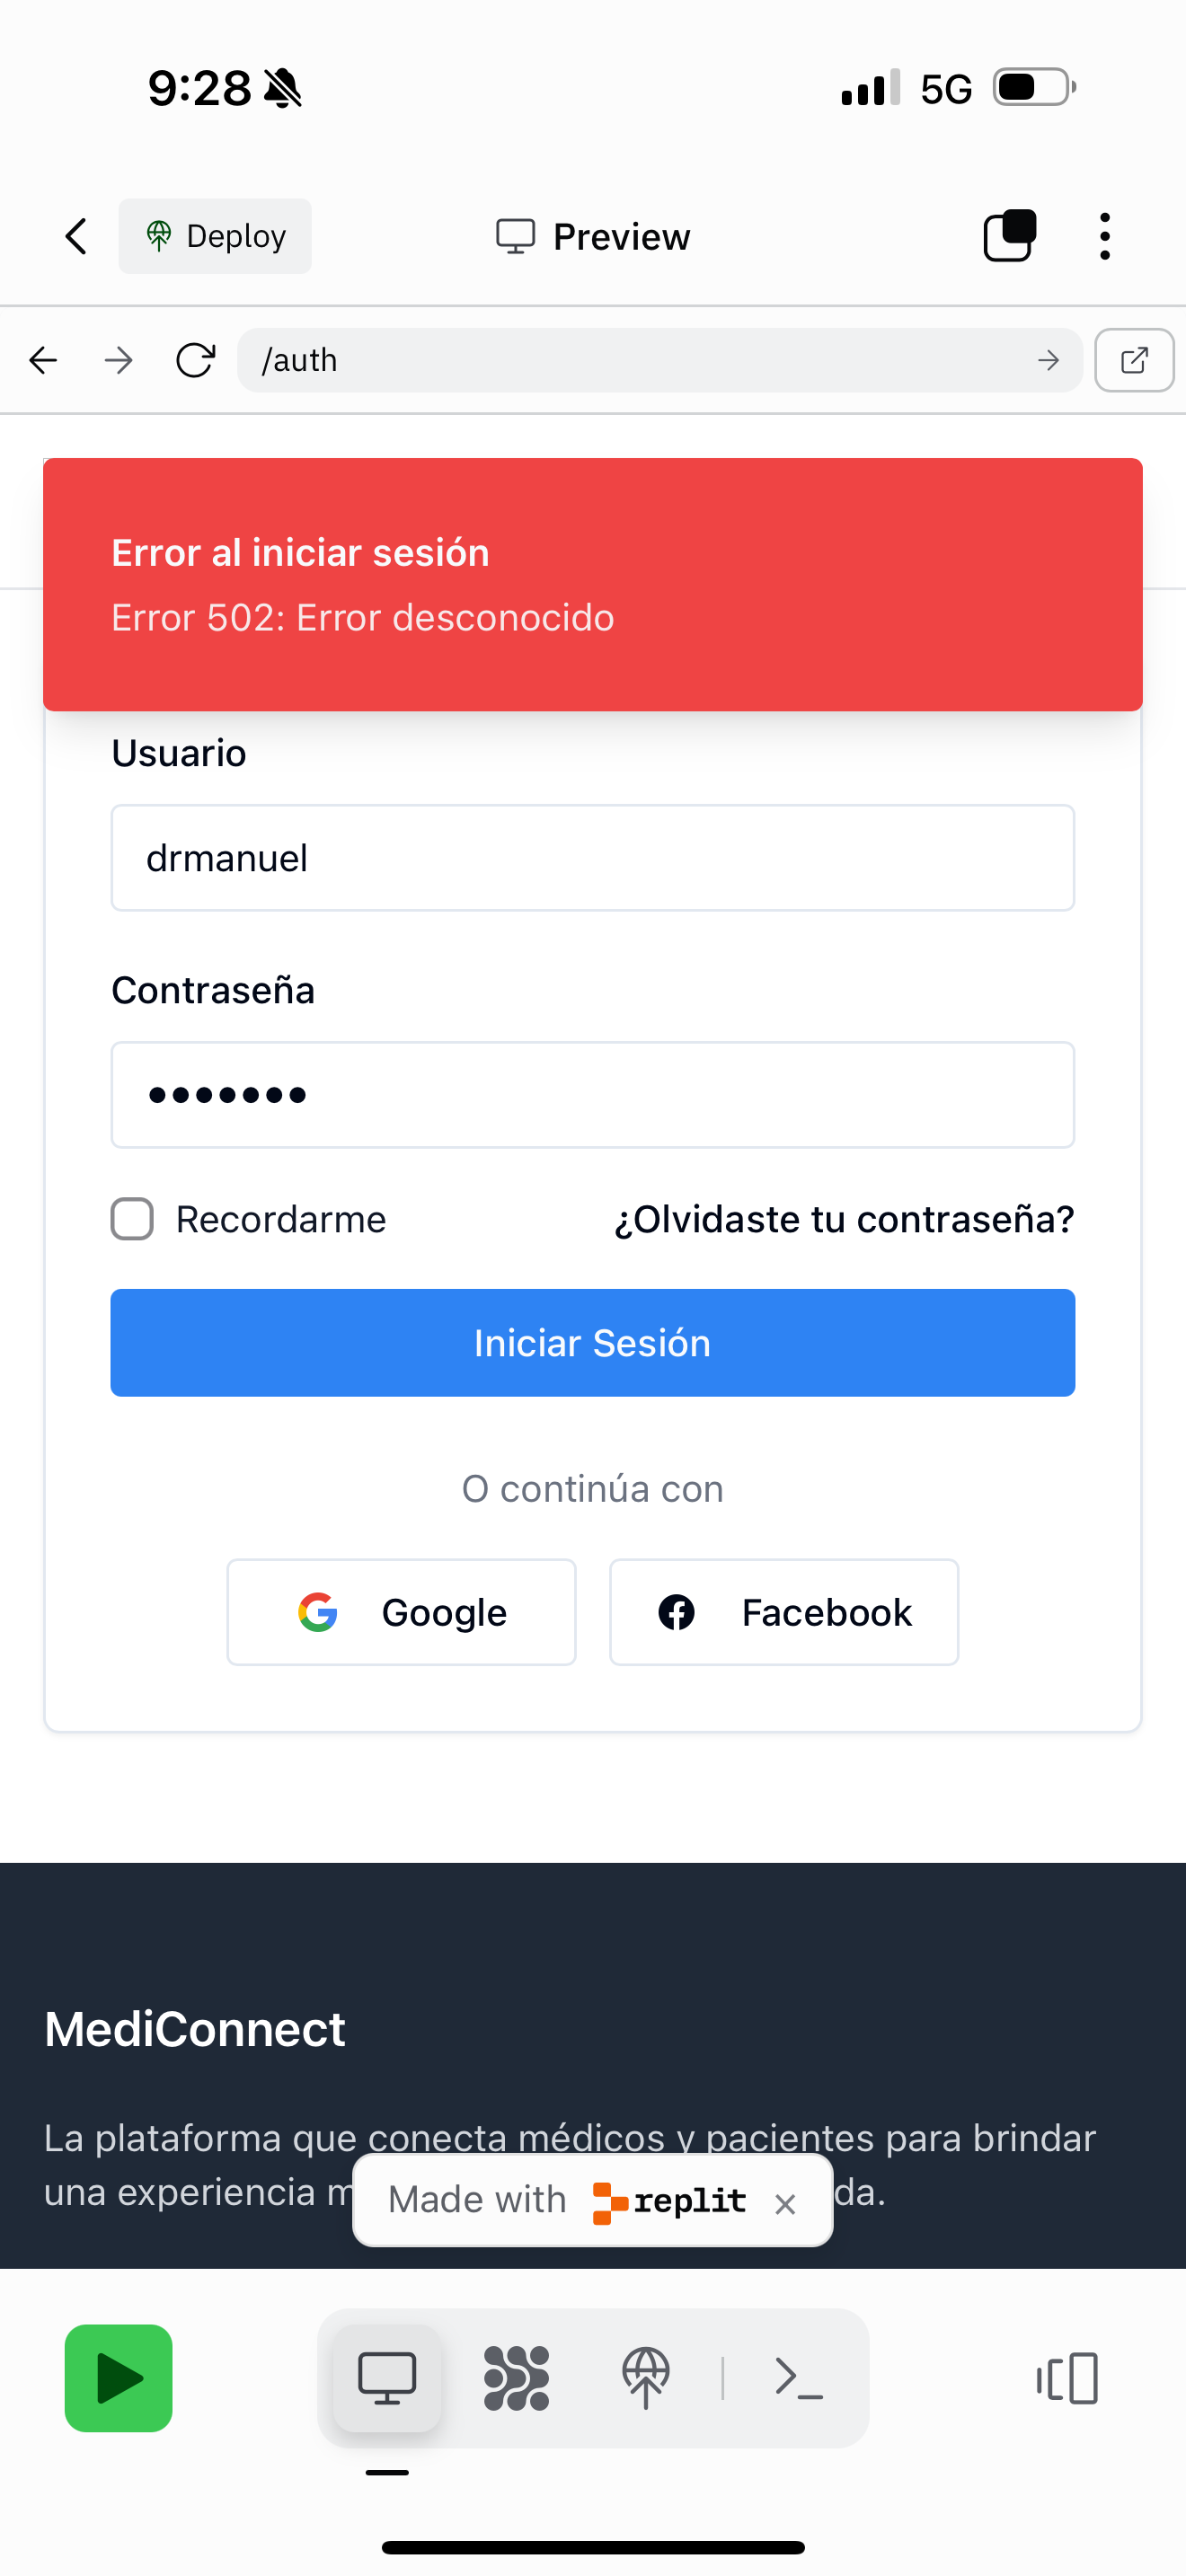 9:28
5G
Deploy
Preview
/auth
Error al iniciar sesión
Error 502: Error desconocido
Usuario
drmanuel
Contraseña
Recordarme
¿Olvidaste tu contraseña?
Iniciar Sesión
O continúa con
Google
Facebook
MediConnect
La plataforma que conecta médicos y pacientes para brindar
una experiencia
Made with replit